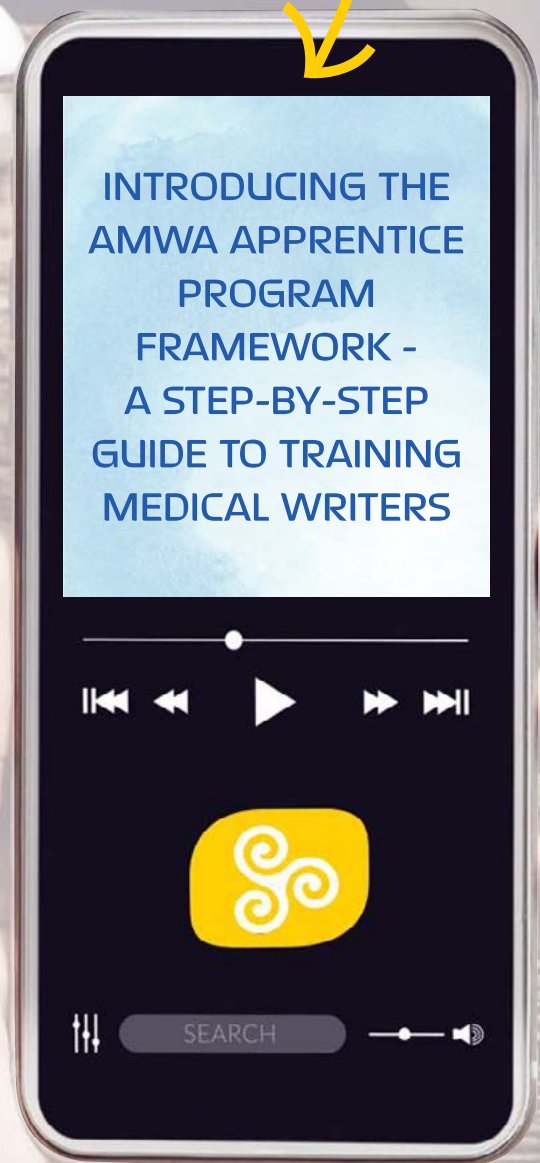 INTRODUCING THE
AMWA APPRENTICE
PROGRAM
FRAMEWORK -
A STEP-BY-STEP
GUIDE TO TRAINING
MEDICAL WRITERS
SEARCH